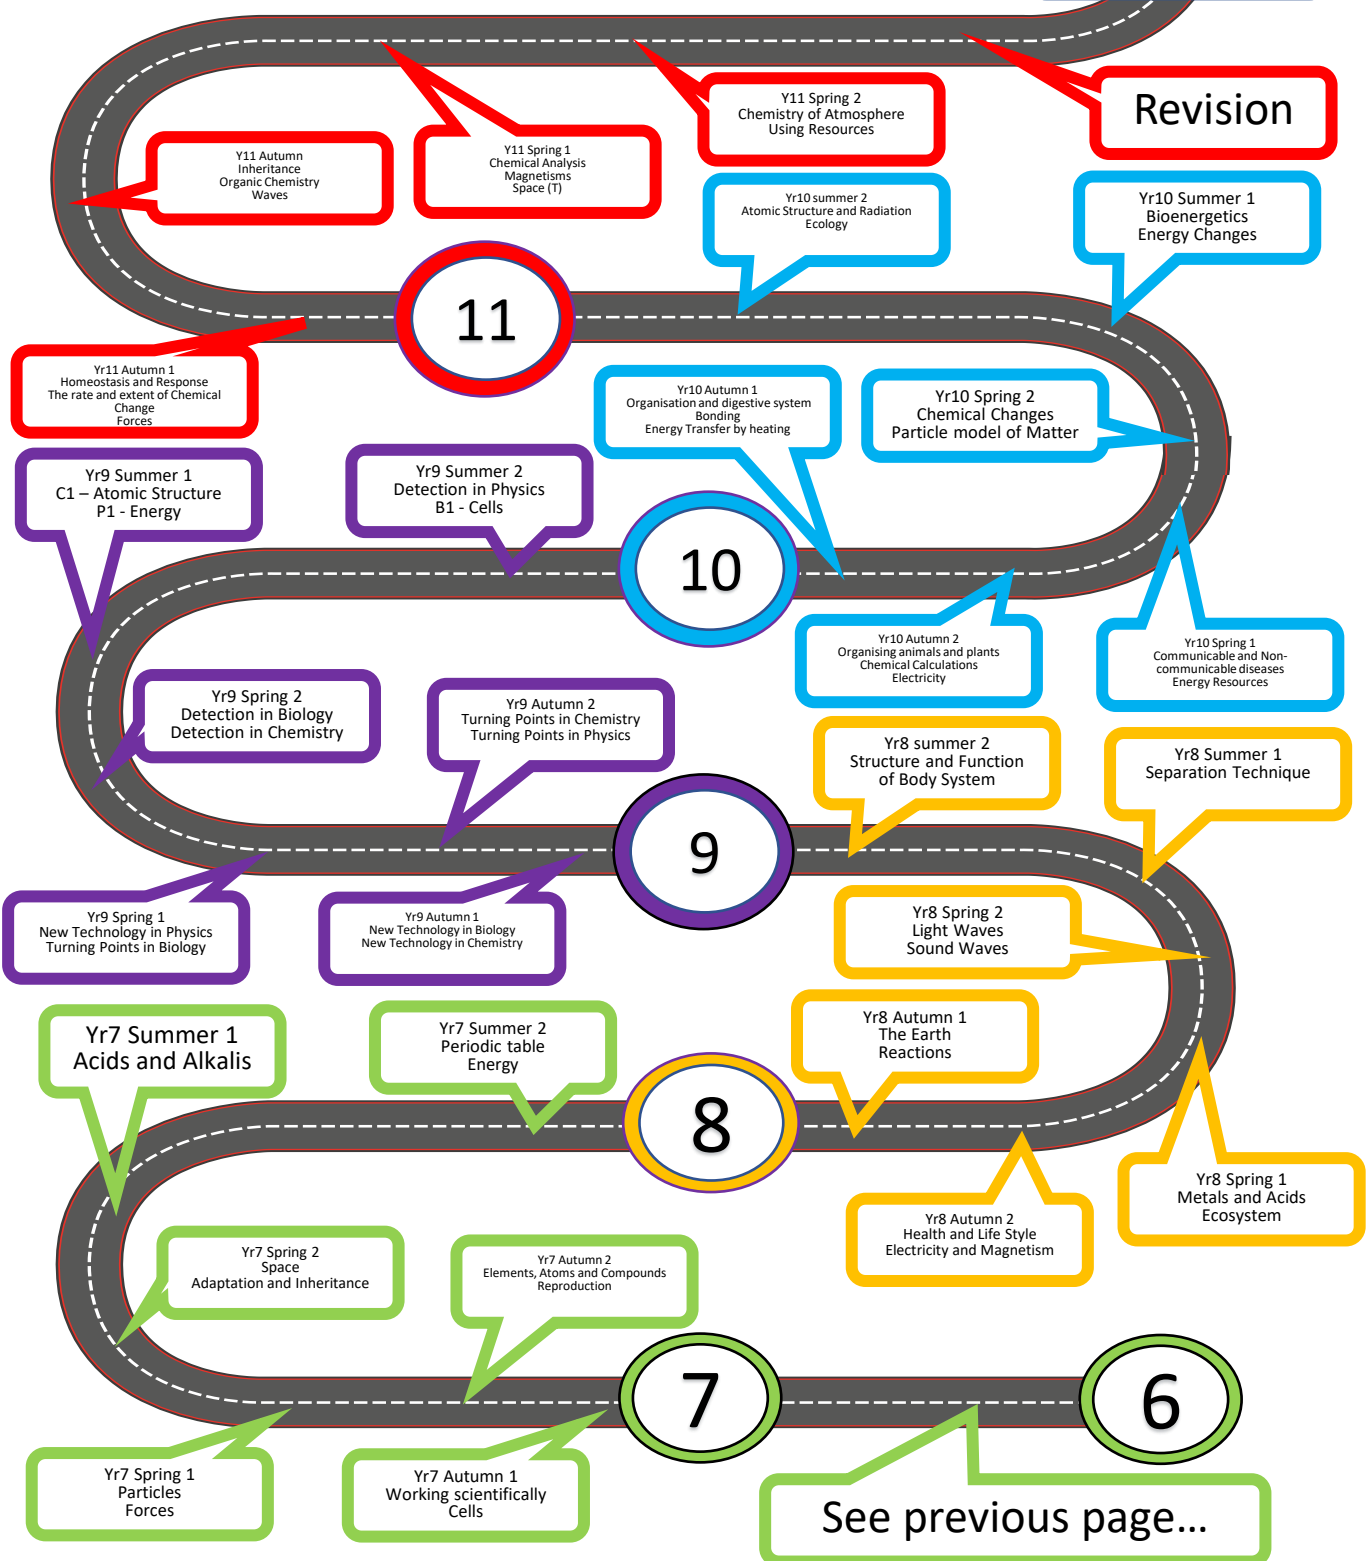 Revision
Y11 Spring 2
Chemistry of Atmosphere
Using Resources
Y11 Spring 1
Chemical Analysis
Magnetisms
Space (T)
Y11 Autumn
Inheritance
Organic Chemistry
Waves
Yr10 summer 2
Atomic Structure and Radiation
Ecology
Yr10 Summer 1
Bioenergetics
Energy Changes
11
Yr11 Autumn 1
Homeostasis and Response
The rate and extent of Chemical
Change
Forces
Yr10 Autumn 1
Organisation and digestive system
Bonding
Energy Transfer by heating
Yr10 Spring 2
Chemical Changes
Particle model of Matter
Yr9 Summer 1
C1 – Atomic Structure
P1 - Energy
Yr9 Summer 2
Detection in Physics
B1 - Cells
10
Yr10 Autumn 2
Organising animals and plants
Chemical Calculations
Electricity
Yr10 Spring 1
Communicable and Non-
communicable diseases
Energy Resources
Yr9 Spring 2
Detection in Biology
Detection in Chemistry
Yr9 Autumn 2
Turning Points in Chemistry
Turning Points in Physics
Yr8 summer 2
Structure and Function
of Body System
Yr8 Summer 1
Separation Technique
9
Yr9 Spring 1
New Technology in Physics
Turning Points in Biology
Yr9 Autumn 1
New Technology in Biology
New Technology in Chemistry
Yr8 Spring 2
Light Waves
Sound Waves
Yr7 Summer 1
Acids and Alkalis
Yr7 Summer 2
Periodic table
Energy
Yr8 Autumn 1
The Earth
Reactions
8
Yr8 Autumn 2
Health and Life Style
Electricity and Magnetism
Yr8 Spring 1
Metals and Acids
Ecosystem
Yr7 Spring 2
Space
Adaptation and Inheritance
Yr7 Autumn 2
Elements, Atoms and Compounds
Reproduction
7
6
Yr7 Spring 1
Particles
Forces
Yr7 Autumn 1
Working scientifically
Cells
See previous page...